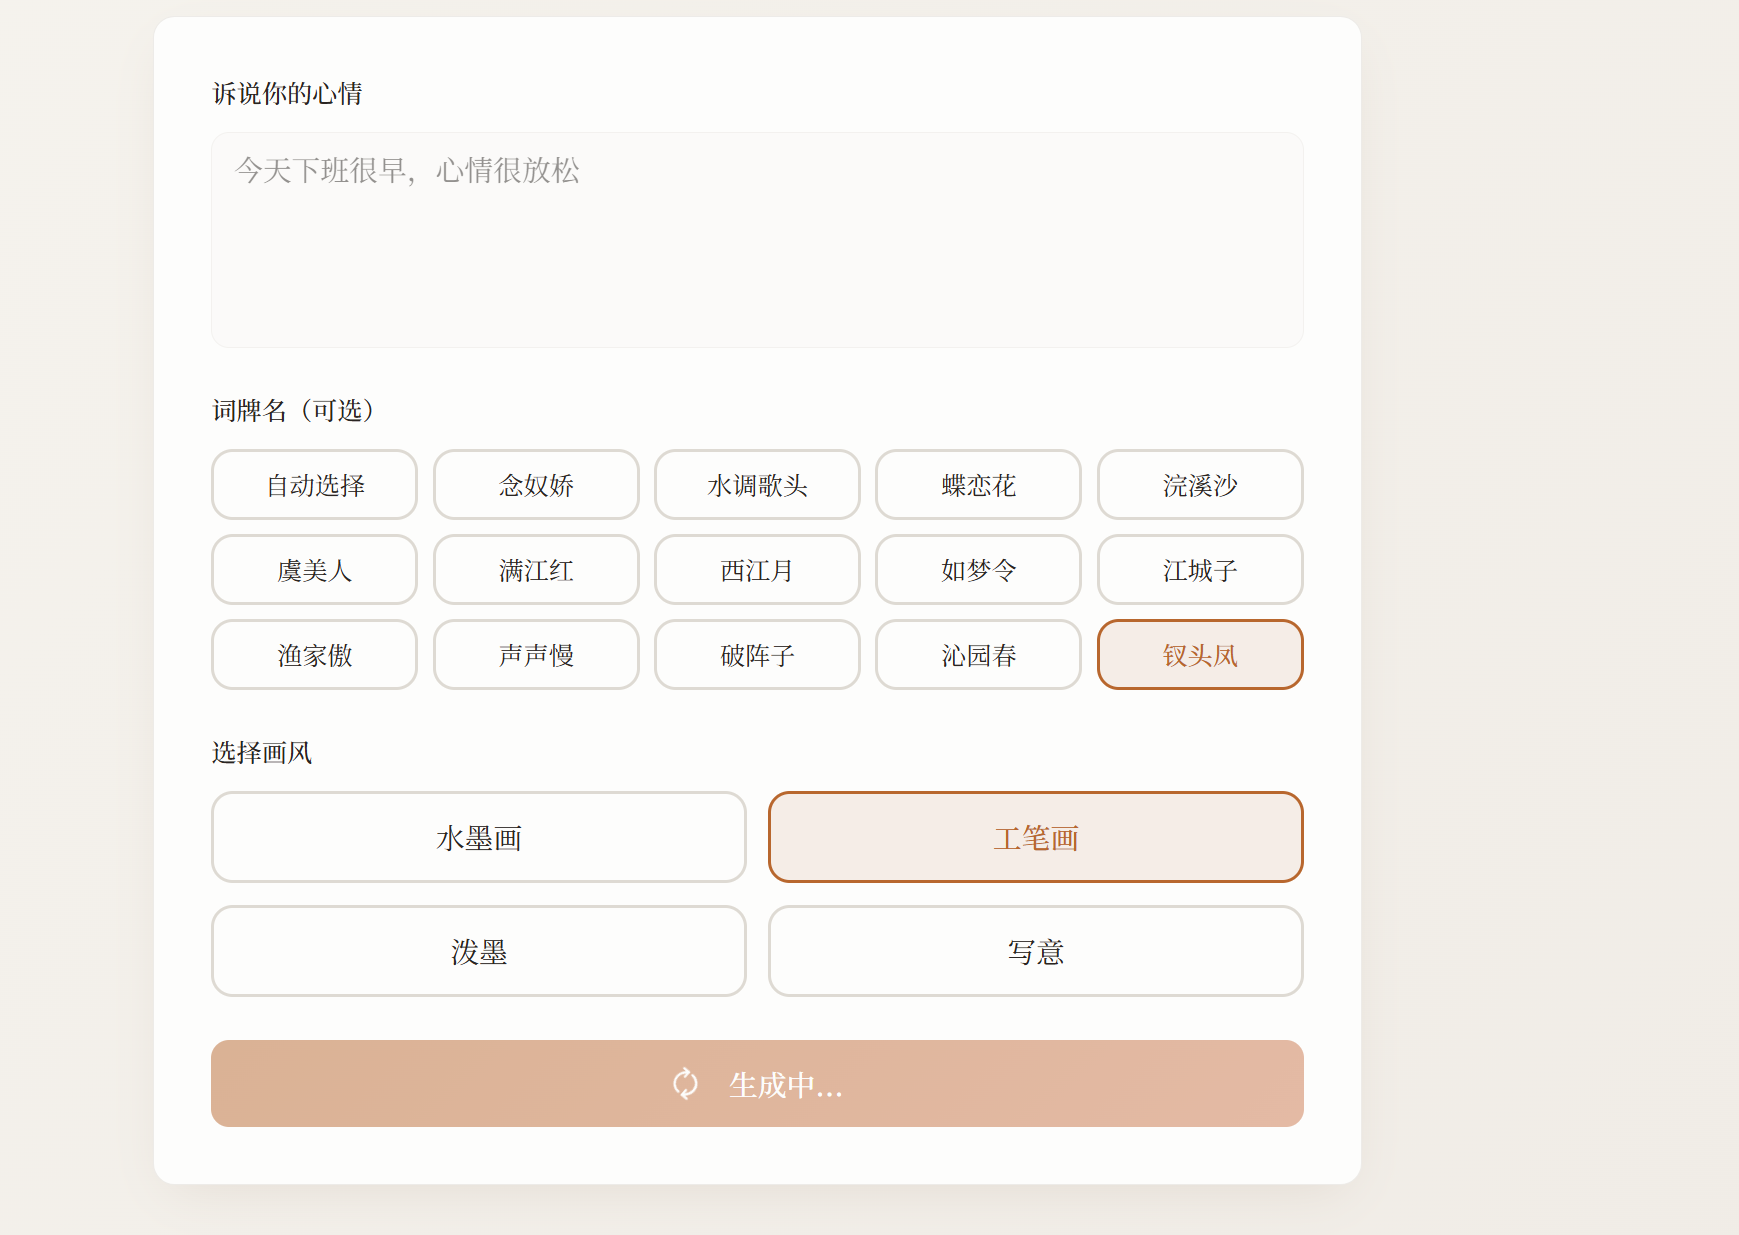 诉说你的心情
今天下班很早，心情很放松
词牌名（可选）
自动选择 念奴娇 水调歌头 蝶恋花 浣溪沙
虞美人 满江红 西江月 如梦令 江城子
渔家傲 声声慢 破阵子 沁园春 钗头凤
选择画风
水墨画 工笔画
泼墨 写意
生成中...